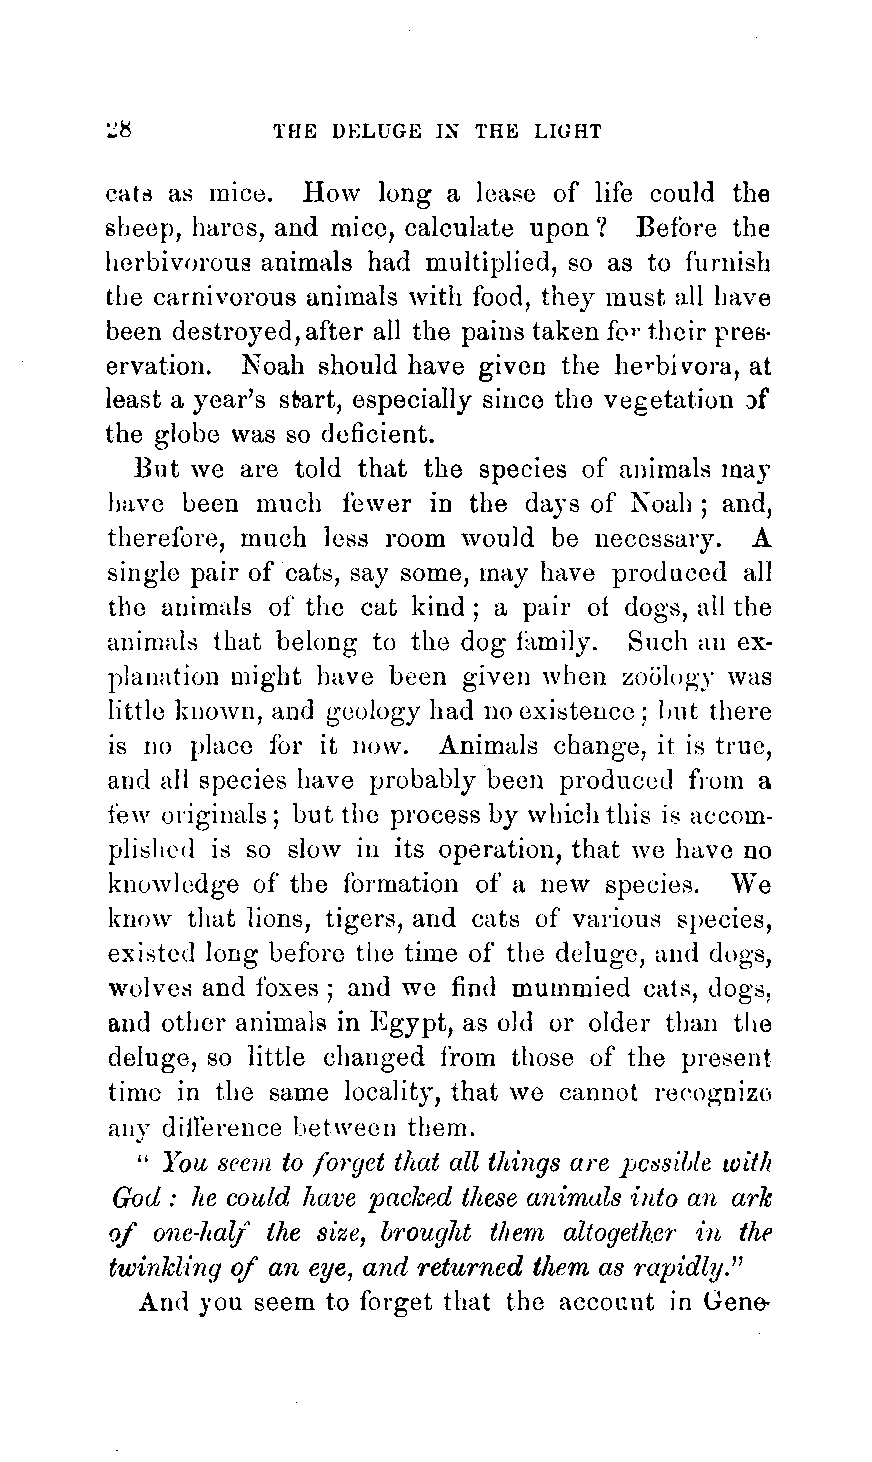 28 THE DELUGE IN THE LIGHT
cats as mice. How long a lease of life could the
sheep, hares, and mice, calculate upon? Before the
herbivorous animals had multiplied, so as to furnish
the carnivorous animals with food, they must all have
been destroyed, after all the pains taken for their pres-
ervation. Noah should have given the herbivora, at
least a year's start, especially since the vegetation of
the globe was so deficient.
But we are told that the species of animals may
have been much fewer in the days of Noah; and,
therefore, much less room would be necessary. A
single pair of cats, say some, may have produced all
the animals of the cat kind; a pair of dogs, all the
animals that belong to the dog family. Such an ex-
planation might have been given when zoölogy was
little known, and geology had no existence; but there
is no place for it now. Animals change, it is true,
and all species have probably been produced from a
few originals; but the process by which this is accom-
plished is so slow in its operation, that we have no
knowledge of the formation of a new species. We
know that lions, tigers, and cats of various species,
existed long before the time of the deluge, and dogs,
wolves and foxes; and we find mummied cats, dogs,
and other animals in Egypt, as old or older than the
deluge, so little changed from those of the present
time in the same locality, that we cannot recognize
any difference between them.
" You seem to forget that all things are possible with
God: he could have packed these animals into an ark
of one-half the size, brought them altogether in the
twinkling of an eye, and returned them as rapidly."
And you seem to forget that the account in Gene-